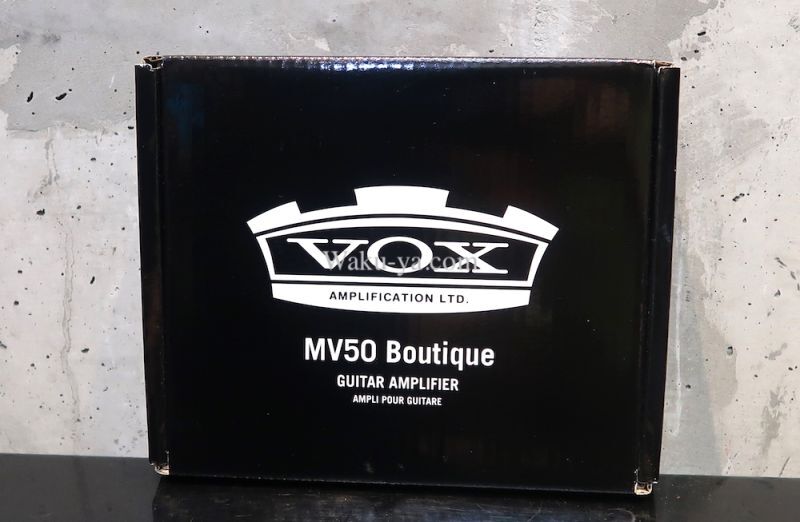 VOX
Waku-ya.com
AMPLIFICATION LTD.
MV50 Boutique
GUITAR AMPLIFIER
AMPLI POUR GUITARE